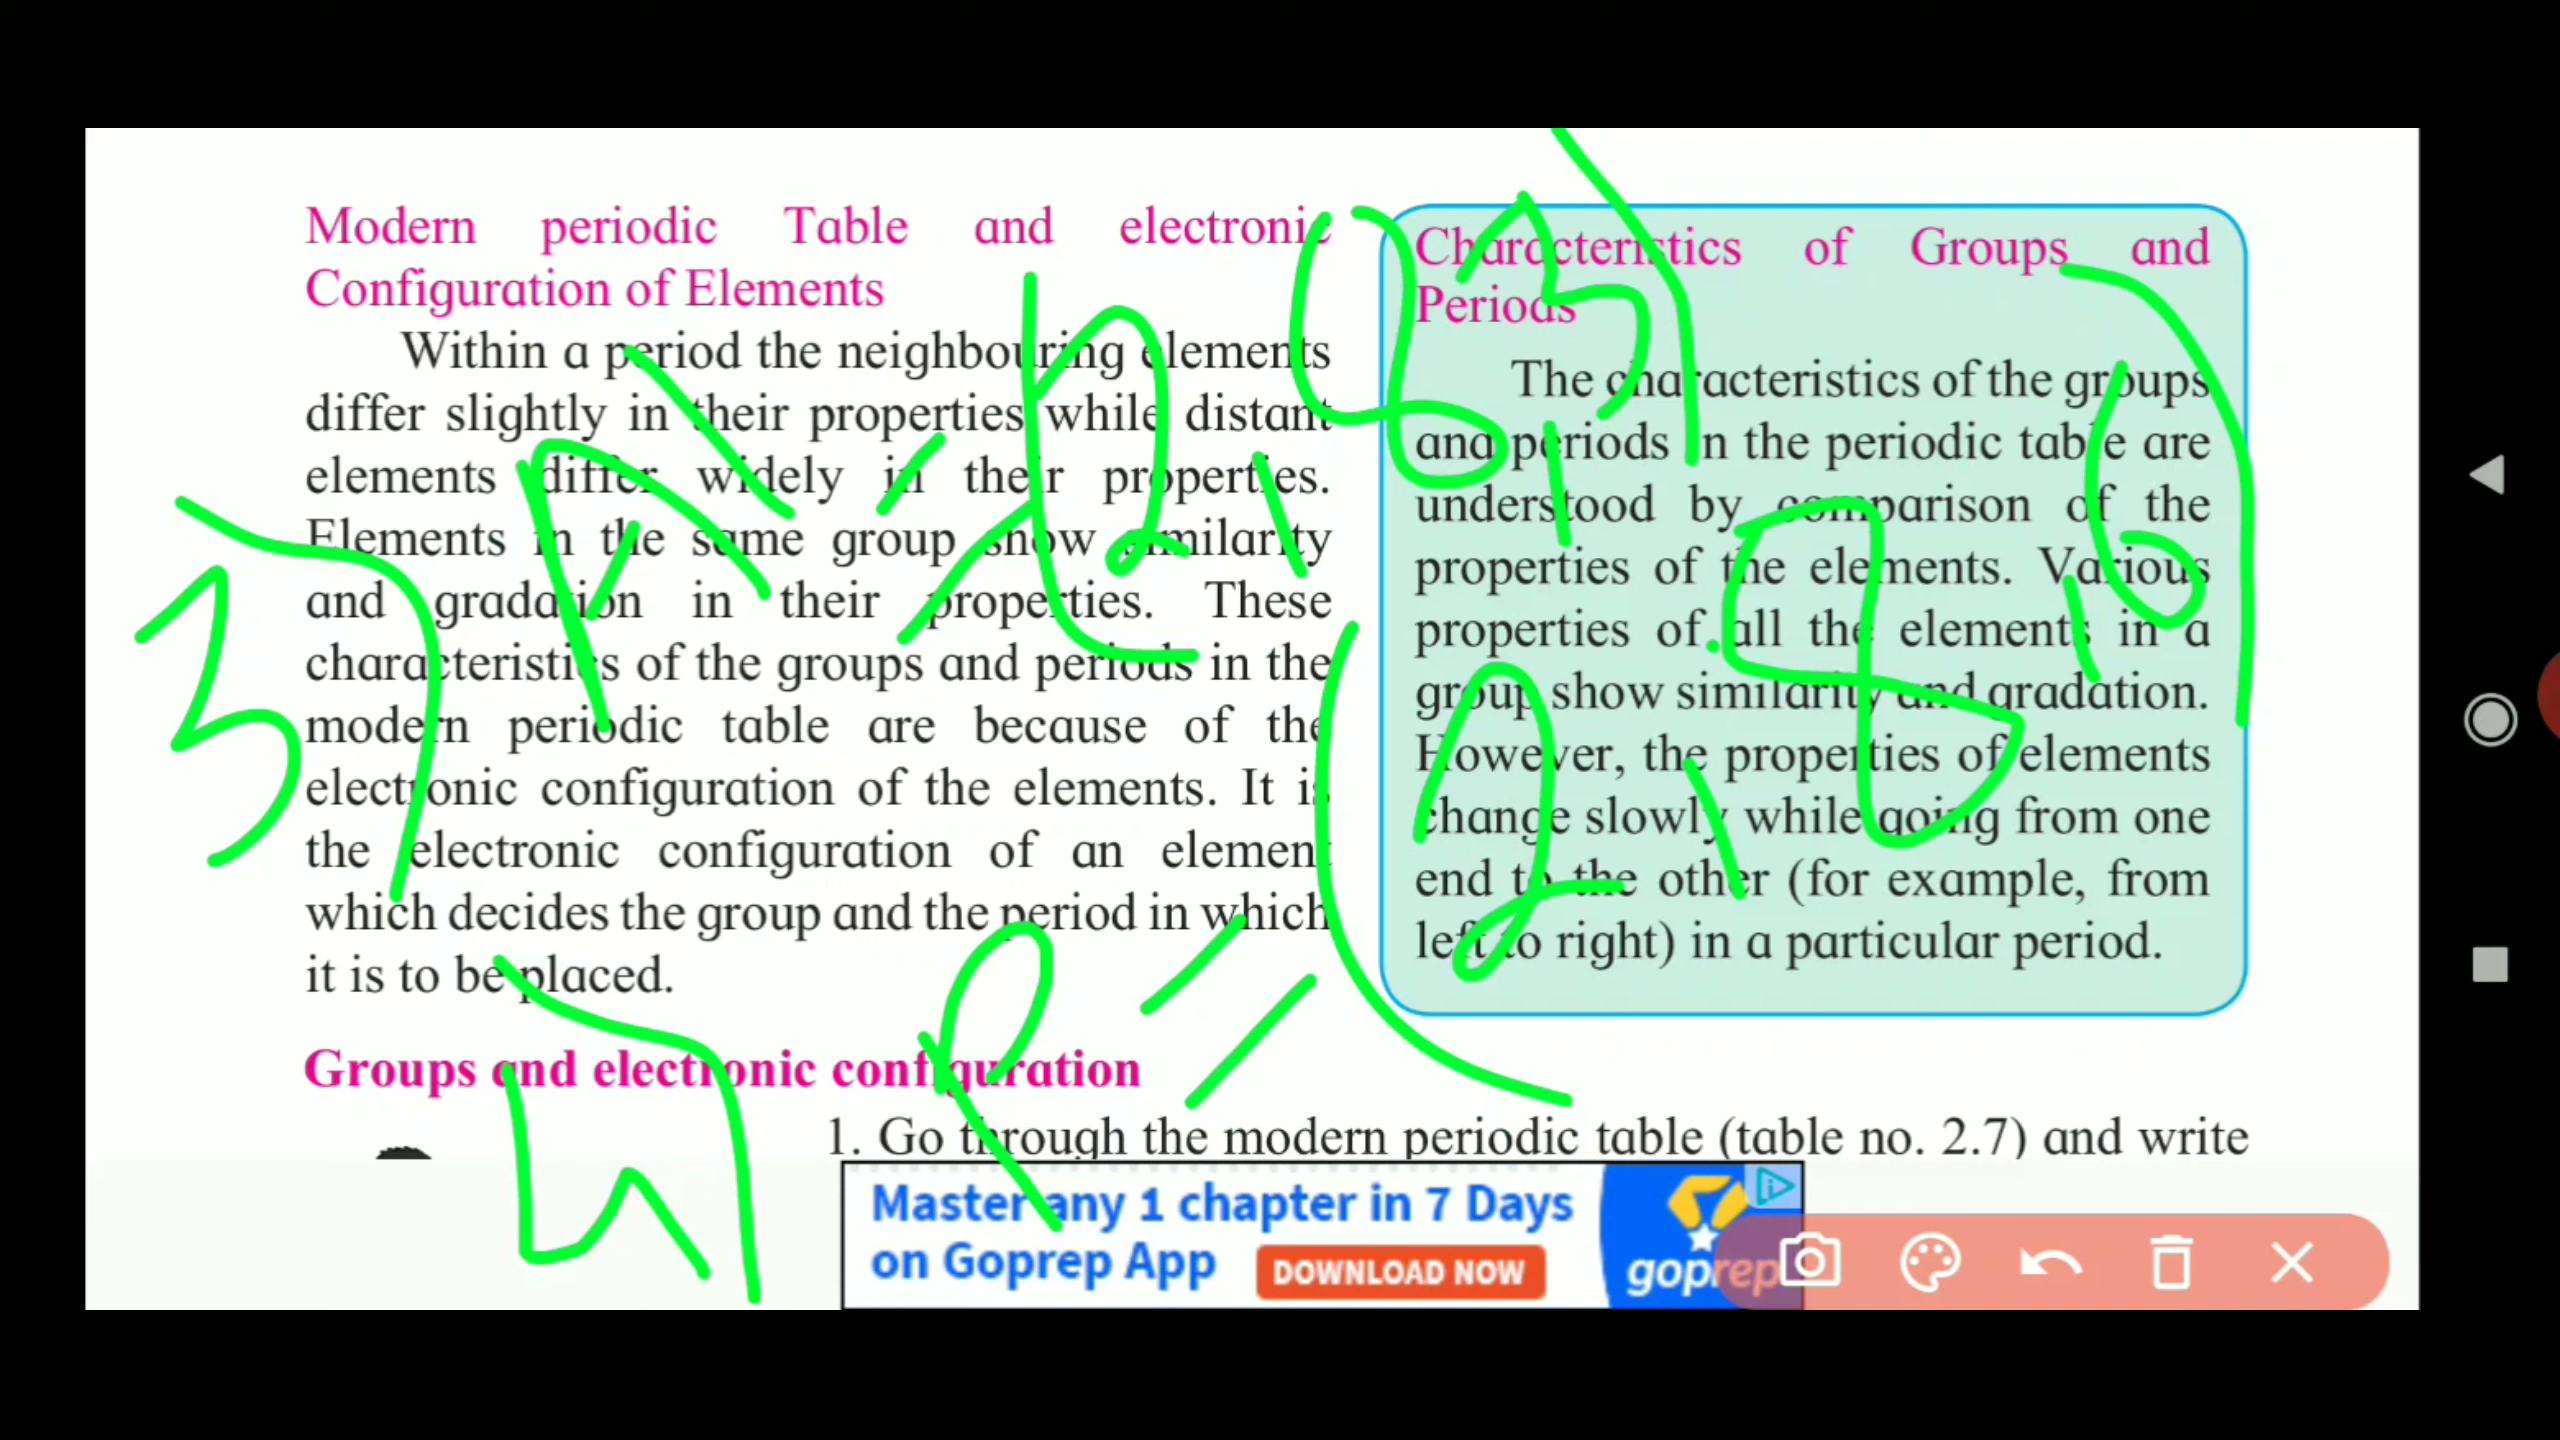 Modern periodic Table and electronic
Configuration of Elements
Within a period the neighbouring elements
differ slightly in their properties while distant
elements differ widely in their properties.
Elements in the same group show similarity
and gradation in their properties. These
characteristics of the groups and periods in the
modern periodic table are because of the
electronic configuration of the elements. It is
the electronic configuration of an element
which decides the group and the period in which
it is to be placed.
Characteristics of Groups and
Periods
The characteristics of the groups
and periods in the periodic table are
understood by comparison of the
properties of the elements. Various
properties of all the elements in a
group show similarity and gradation.
However, the properties of elements
change slowly while going from one
end to the other (for example, from
left to right) in a particular period.
3) P = (2, 8, 3)
4) P = (2, 8, 6)
Groups and electronic configuration
1. Go through the modern periodic table (table no. 2.7) and write
Master any 1 chapter in 7 Days
on Goprep App DOWNLOAD NOW
goprep